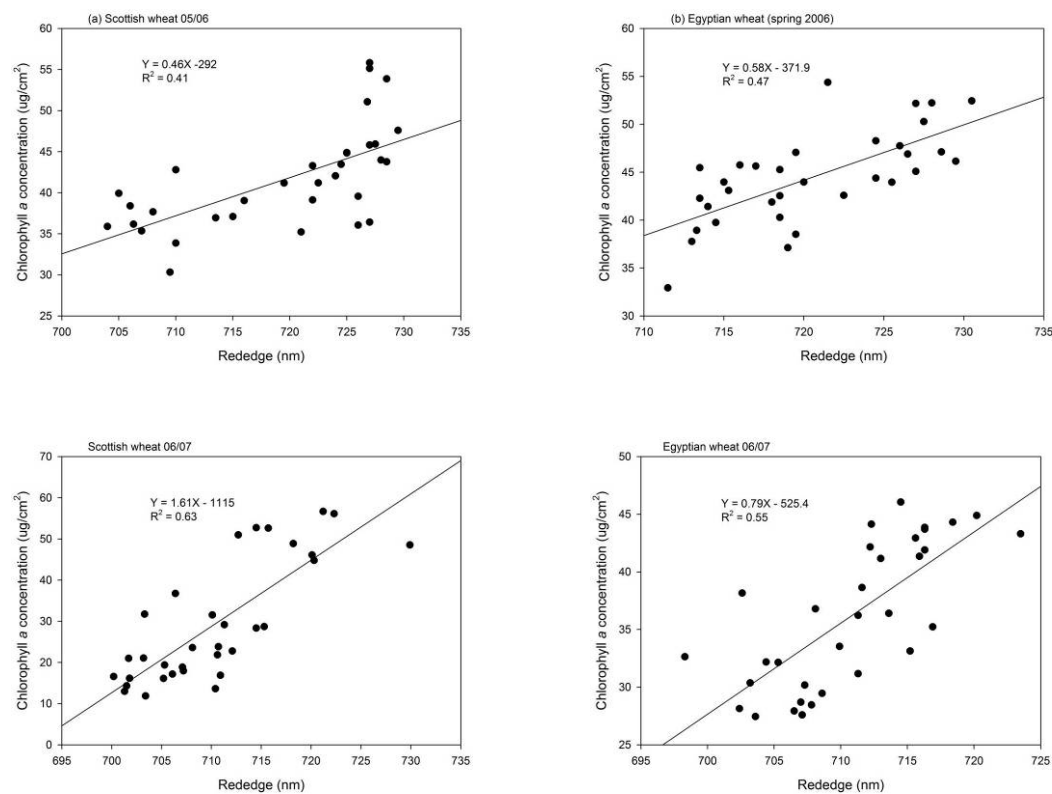 (a) Scottish wheat 05/06
Y = 0.46X -292
R² = 0.41
Chlorophyll a concentration (ug/cm²)
60
55
50
45
40
35
30
25
700 705 710 715 720 725 730 735
Rededge (nm)
(b) Egyptian wheat (spring 2006)
Y = 0.58X - 371.9
R² = 0.47
Chlorophyll a concentration (ug/cm²)
60
55
50
45
40
35
30
710 715 720 725 730 735
Rededge (nm)
Scottish wheat 06/07
Y = 1.61X - 1115
R² = 0.63
Chlorophyll a concentration (ug/cm²)
70
60
50
40
30
20
10
0
695 700 705 710 715 720 725 730 735
Rededge (nm)
Egyptian wheat 06/07
Y = 0.79X - 525.4
R² = 0.55
Chlorophyll a concentration (ug/cm²)
50
45
40
35
30
25
695 700 705 710 715 720 725
Rededge (nm)